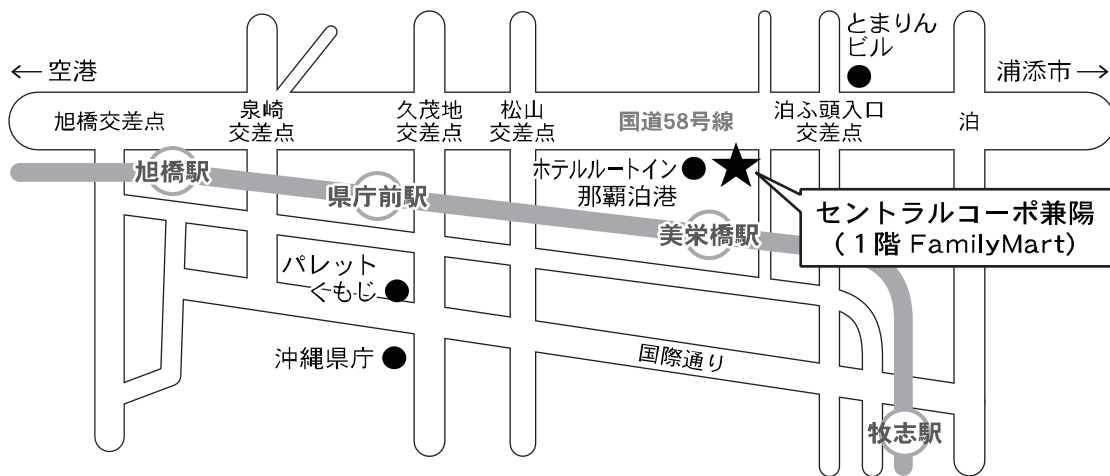 とまりん
ビル
← 空港
浦添市 →
旭橋交差点
泉崎
交差点
久茂地
交差点
松山
交差点
国道58号線
泊ふ頭入口
交差点
泊
旭橋駅
県庁前駅
ホテルルートイン
那覇泊港
美栄橋駅
セントラルコーポ兼陽
（1階 FamilyMart）
パレット
くもじ
沖縄県庁
国際通り
牧志駅